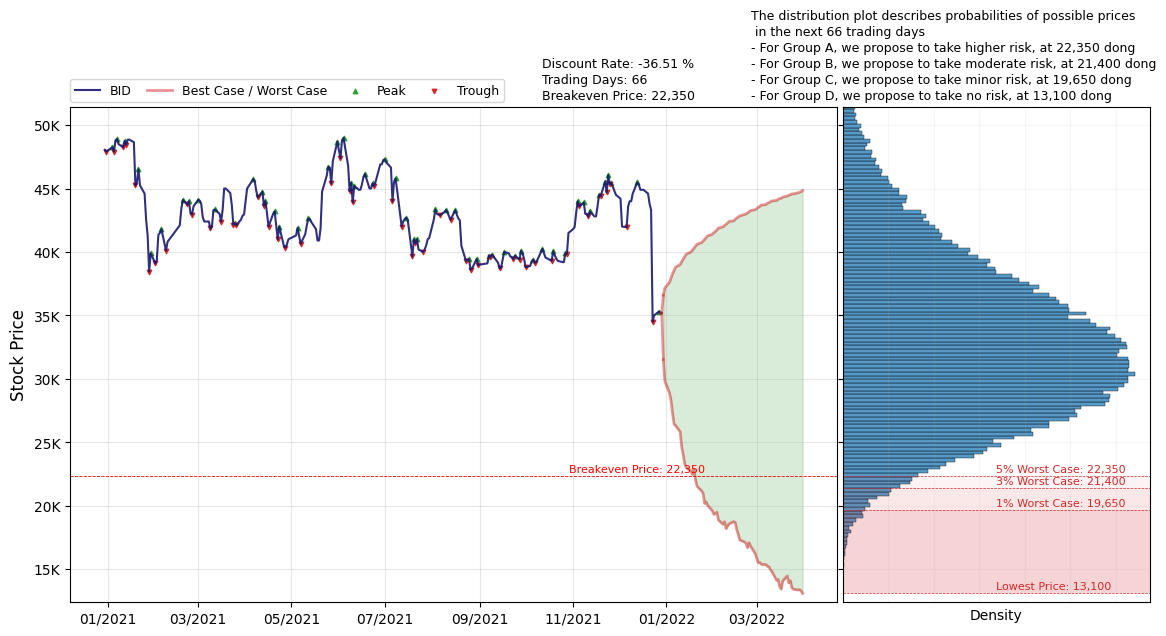 The distribution plot describes probabilities of possible prices
in the next 66 trading days
- For Group A, we propose to take higher risk, at 22,350 dong
- For Group B, we propose to take moderate risk, at 21,400 dong
- For Group C, we propose to take minor risk, at 19,650 dong
- For Group D, we propose to take no risk, at 13,100 dong
Discount Rate: -36.51 %
Trading Days: 66
Breakeven Price: 22,350
BID Best Case / Worst Case Peak Trough
Stock Price
50K
45K
40K
35K
30K
25K
20K
15K
Breakeven Price: 22,350
5% Worst Case: 22,350
3% Worst Case: 21,400
1% Worst Case: 19,650
Lowest Price: 13,100
01/2021 03/2021 05/2021 07/2021 09/2021 11/2021 01/2022 03/2022
Density